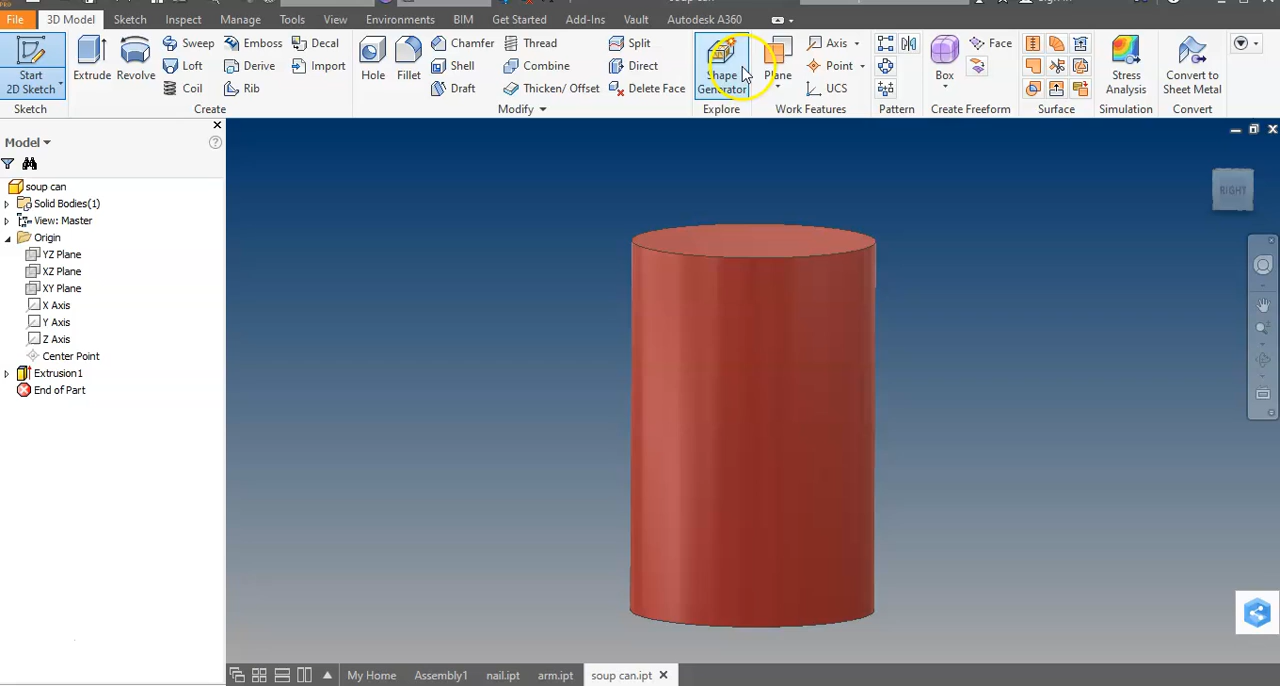 soup can
Sign In
File 3D Model Sketch Inspect Manage Tools View Environments BIM Get Started Add-Ins Vault Autodesk A360
Start 2D Sketch
Sketch
Extrude Revolve Sweep Emboss Decal
Loft Derive Import
Coil Rib
Create
Hole Fillet Chamfer Thread Split
Shell Combine Direct
Draft Thicken/ Offset Delete Face
Modify
Shape Generator
Explore
Plane Axis
Point
UCS
Work Features
Pattern
Box Face
Create Freeform
Surface
Stress Analysis
Simulation
Convert to Sheet Metal
Convert
Model
?
soup can
Solid Bodies(1)
View: Master
Origin
YZ Plane
XZ Plane
XY Plane
X Axis
Y Axis
Z Axis
Center Point
Extrusion1
End of Part
RIGHT
My Home Assembly1 nail.ipt arm.ipt soup can.ipt